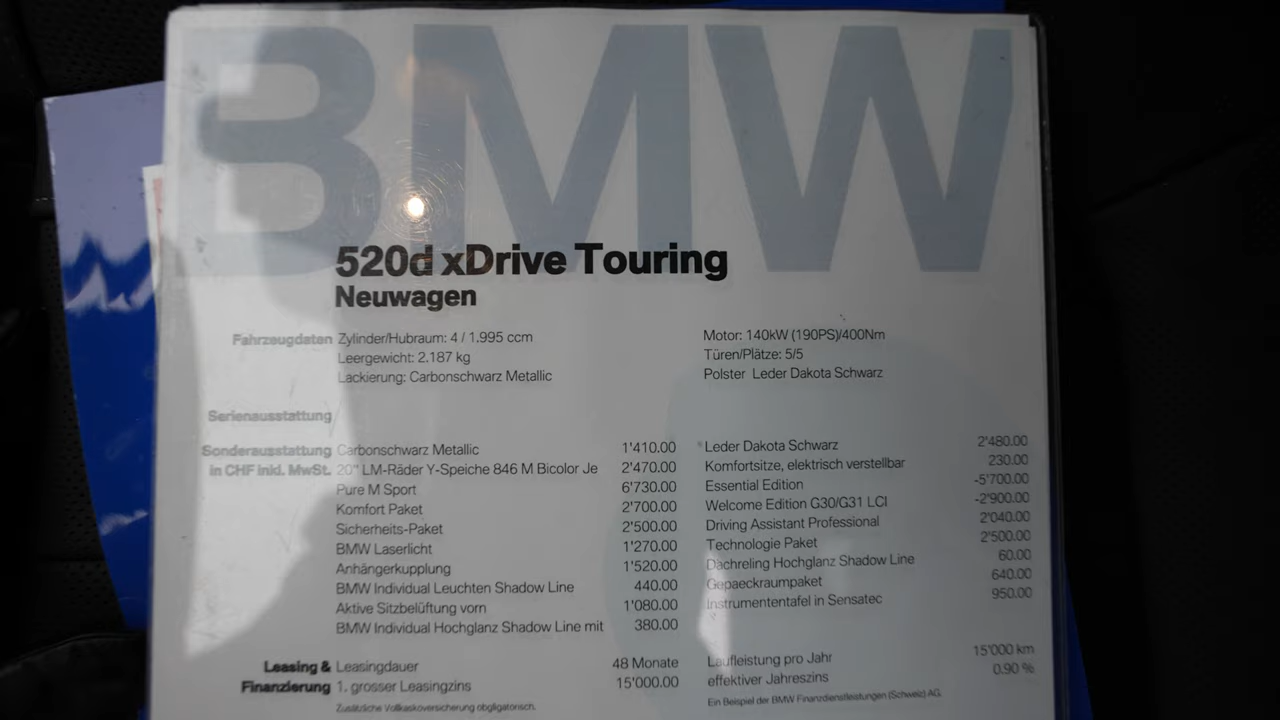 BMW
520d xDrive Touring
Neuwagen
Fahrzeugdaten Zylinder/Hubraum: 4 / 1.995 ccm Motor: 140kW (190PS)/400Nm
Leergewicht: 2.187 kg Türen/Plätze: 5/5
Lackierung: Carbonschwarz Metallic Polster Leder Dakota Schwarz
Serienausstattung
Sonderausstattung Carbonschwarz Metallic 1'410.00 Leder Dakota Schwarz 2'480.00
in CHF inkl. MwSt. 20" LM-Räder Y-Speiche 846 M Bicolor Je 2'470.00 Komfortsitze, elektrisch verstellbar 230.00
Pure M Sport 6'730.00 Essential Edition -5'700.00
Komfort Paket 2'700.00 Welcome Edition G30/G31 LCI -2'900.00
Sicherheits-Paket 2'500.00 Driving Assistant Professional 2'040.00
BMW Laserlicht 1'270.00 Technologie Paket 2'500.00
Anhängerkupplung 1'520.00 Dachreling Hochglanz Shadow Line 60.00
BMW Individual Leuchten Shadow Line 440.00 Gepaeckraumpaket 640.00
Aktive Sitzbelüftung vorn 1'080.00 Instrumententafel in Sensatec 950.00
BMW Individual Hochglanz Shadow Line mit 380.00
Leasing & Leasingdauer 48 Monate Laufleistung pro Jahr 15'000 km
Finanzierung 1. grosser Leasingzins 15'000.00 effektiver Jahreszins 0.90 %
Zusätzliche Vollkaskoversicherung obgligatorisch. Ein Beispiel der BMW Finanzdienstleistungen (Schweiz) AG.